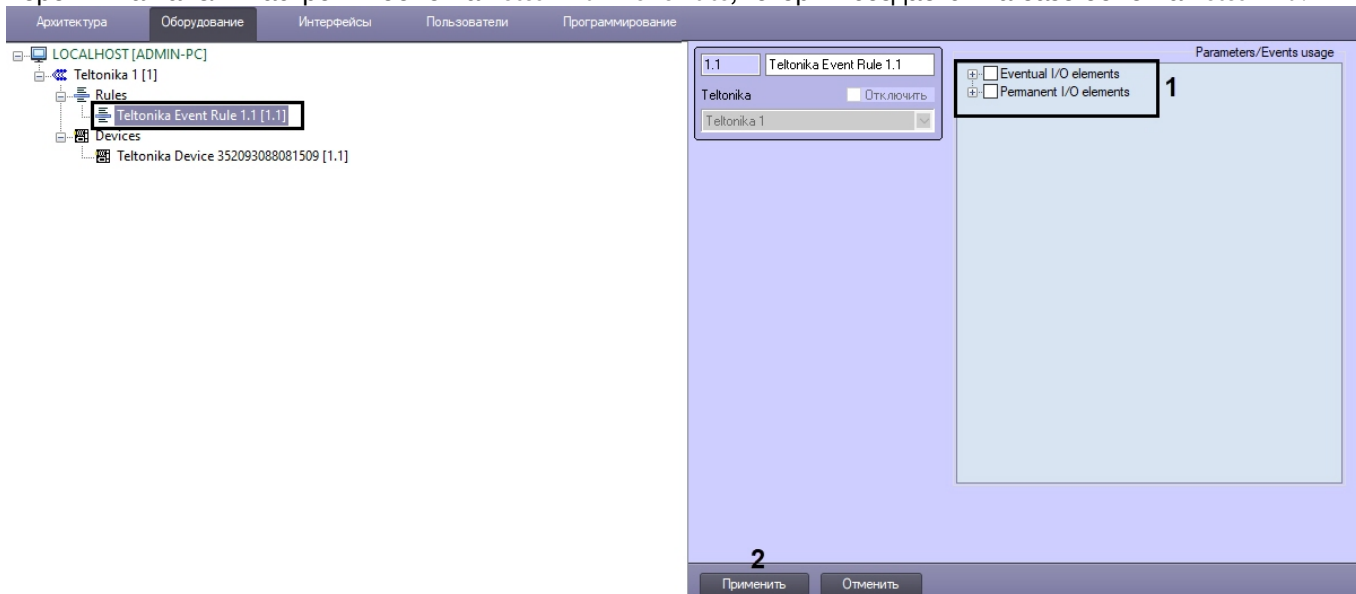 Архитектура Оборудование Интерфейсы Пользователи Программирование
LOCALHOST [ADMIN-PC]
Teltonika 1 [1]
Rules
Teltonika Event Rule 1.1 [1.1]
Devices
Teltonika Device 352093088081509 [1.1]
1.1 Teltonika Event Rule 1.1
Teltonika Отключить
Teltonika 1
Parameters/Events usage
Eventual I/O elements
Permanent I/O elements
1
2
Применить Отменить